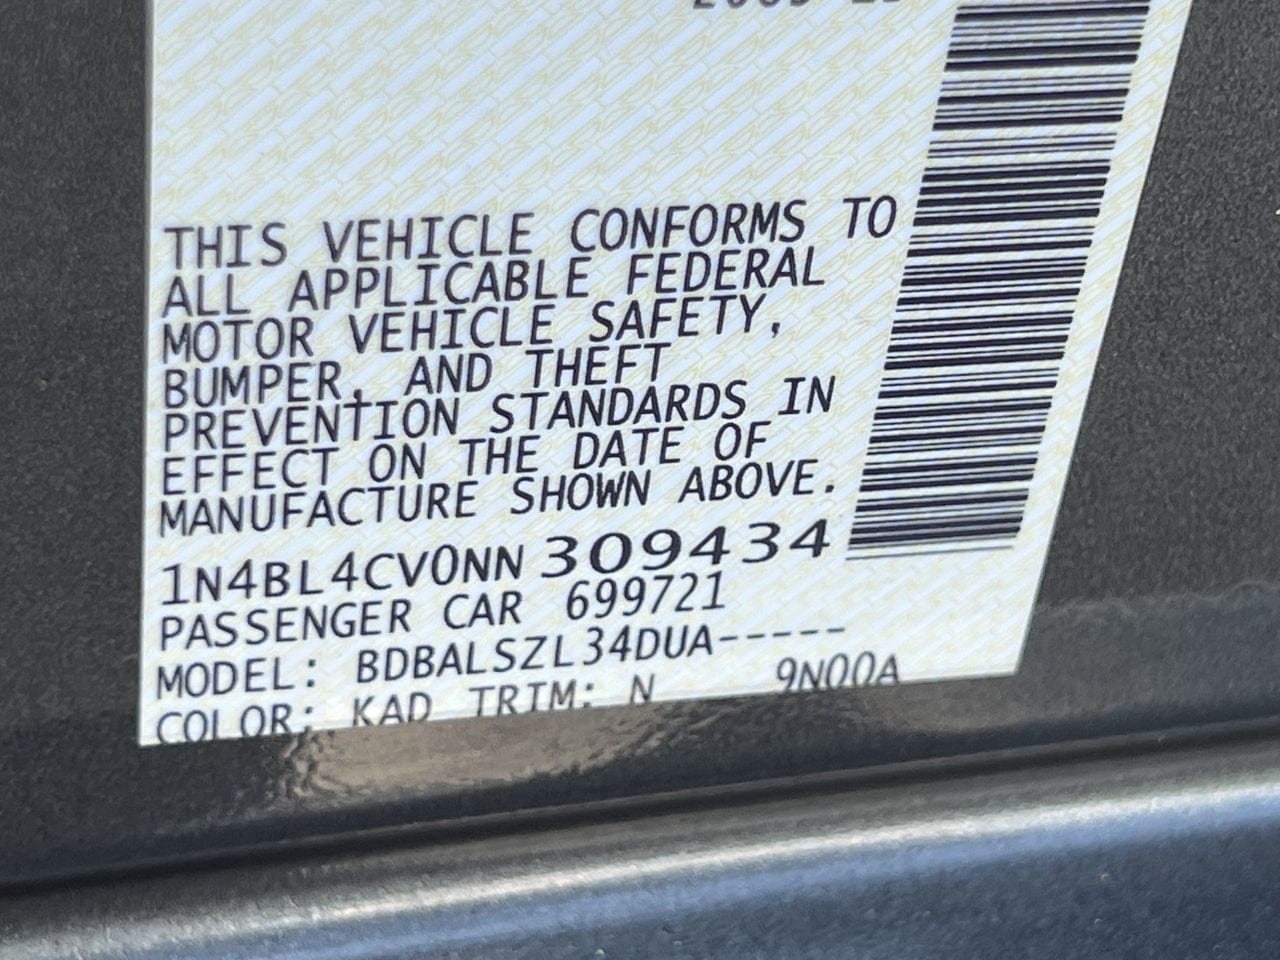 THIS VEHICLE CONFORMS TO
ALL APPLICABLE FEDERAL
MOTOR VEHICLE SAFETY,
BUMPER, AND THEFT
PREVENTION STANDARDS IN
EFFECT ON THE DATE OF
MANUFACTURE SHOWN ABOVE.
1N4BL4CV0NN309434
PASSENGER CAR 699721
MODEL: BDBALSZL34DUA-----
COLOR: KAD TRIM: N 9N00A